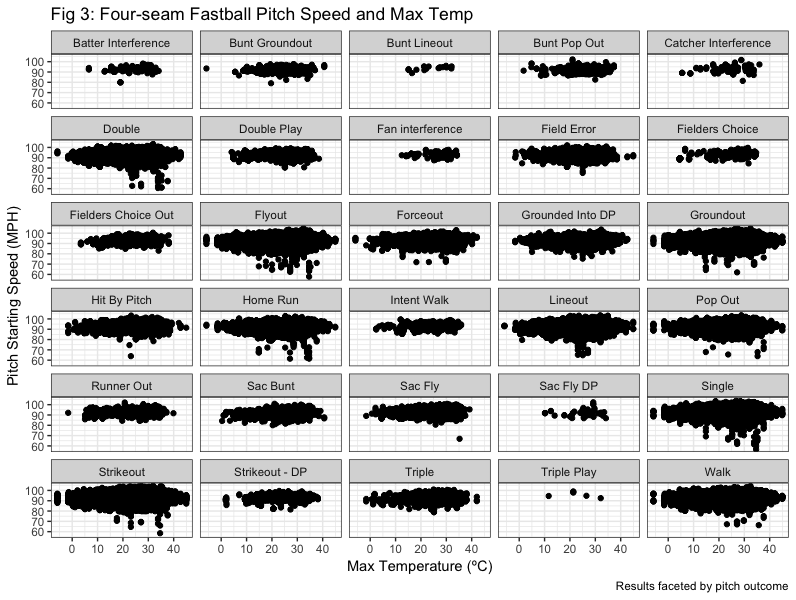 Fig 3: Four-seam Fastball Pitch Speed and Max Temp
Batter Interference Bunt Groundout Bunt Lineout Bunt Pop Out Catcher Interference
100
90
80
70
60
Double Double Play Fan interference Field Error Fielders Choice
100
90
80
70
60
Fielders Choice Out Flyout Forceout Grounded Into DP Groundout
100
90
80
70
60
Hit By Pitch Home Run Intent Walk Lineout Pop Out
100
90
80
70
60
Runner Out Sac Bunt Sac Fly Sac Fly DP Single
100
90
80
70
60
Strikeout Strikeout - DP Triple Triple Play Walk
100
90
80
70
60
0 10 20 30 40 0 10 20 30 40 0 10 20 30 40 0 10 20 30 40 0 10 20 30 40
Pitch Starting Speed (MPH)
Max Temperature (ºC)
Results faceted by pitch outcome